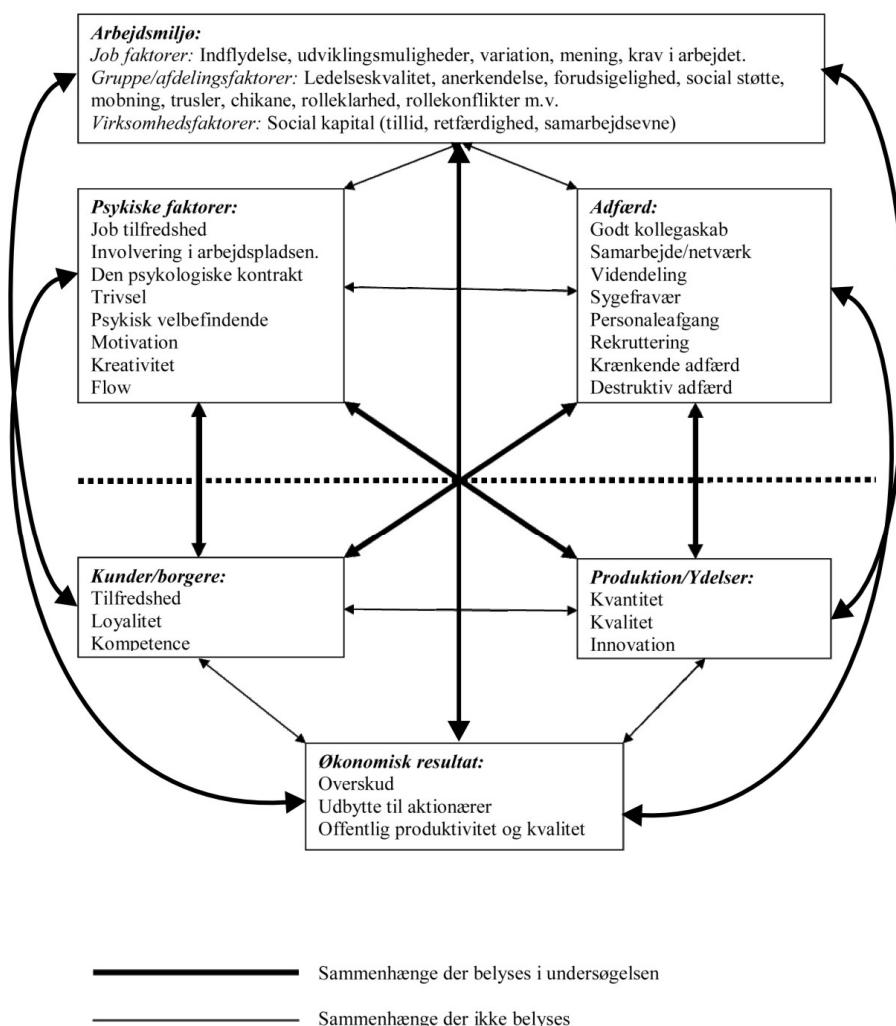 Arbejdsmiljø:
Job faktorer: Indflydelse, udviklingsmuligheder, variation, mening, krav i arbejdet.
Gruppe/afdelingsfaktorer: Ledelseskvalitet, anerkendelse, forudsigelighed, social støtte,
mobning, trusler, chikane, rolleklarhed, rollekonflikter m.v.
Virksomhedsfaktorer: Social kapital (tillid, retfærdighed, samarbejdsevne)
Psykiske faktorer:
Job tilfredshed
Involvering i arbejdspladsen.
Den psykologiske kontrakt
Trivsel
Psykisk velbefindende
Motivation
Kreativitet
Flow
Adfærd:
Godt kollegaskab
Samarbejde/netværk
Videndeling
Sygefravær
Personaleafgang
Rekruttering
Krænkende adfærd
Destruktiv adfærd
Kunder/borgere:
Tilfredshed
Loyalitet
Kompetence
Produktion/Ydelser:
Kvantitet
Kvalitet
Innovation
Økonomisk resultat:
Overskud
Udbytte til aktionærer
Offentlig produktivitet og kvalitet
Sammenhænge der belyses i undersøgelsen
Sammenhænge der ikke belyses